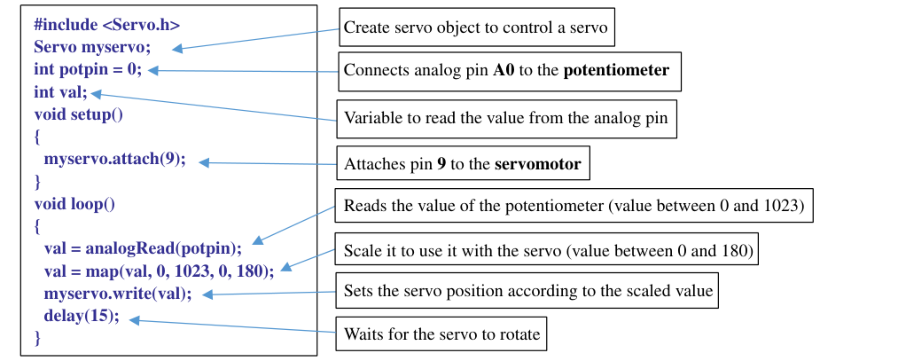 #include <Servo.h>
Servo myservo;
int potpin = 0;
int val;
void setup()
{
myservo.attach(9);
}
void loop()
{
val = analogRead(potpin);
val = map(val, 0, 1023, 0, 180);
myservo.write(val);
delay(15);
}
Create servo object to control a servo
Connects analog pin A0 to the potentiometer
Variable to read the value from the analog pin
Attaches pin 9 to the servomotor
Reads the value of the potentiometer (value between 0 and 1023)
Scale it to use it with the servo (value between 0 and 180)
Sets the servo position according to the scaled value
Waits for the servo to rotate